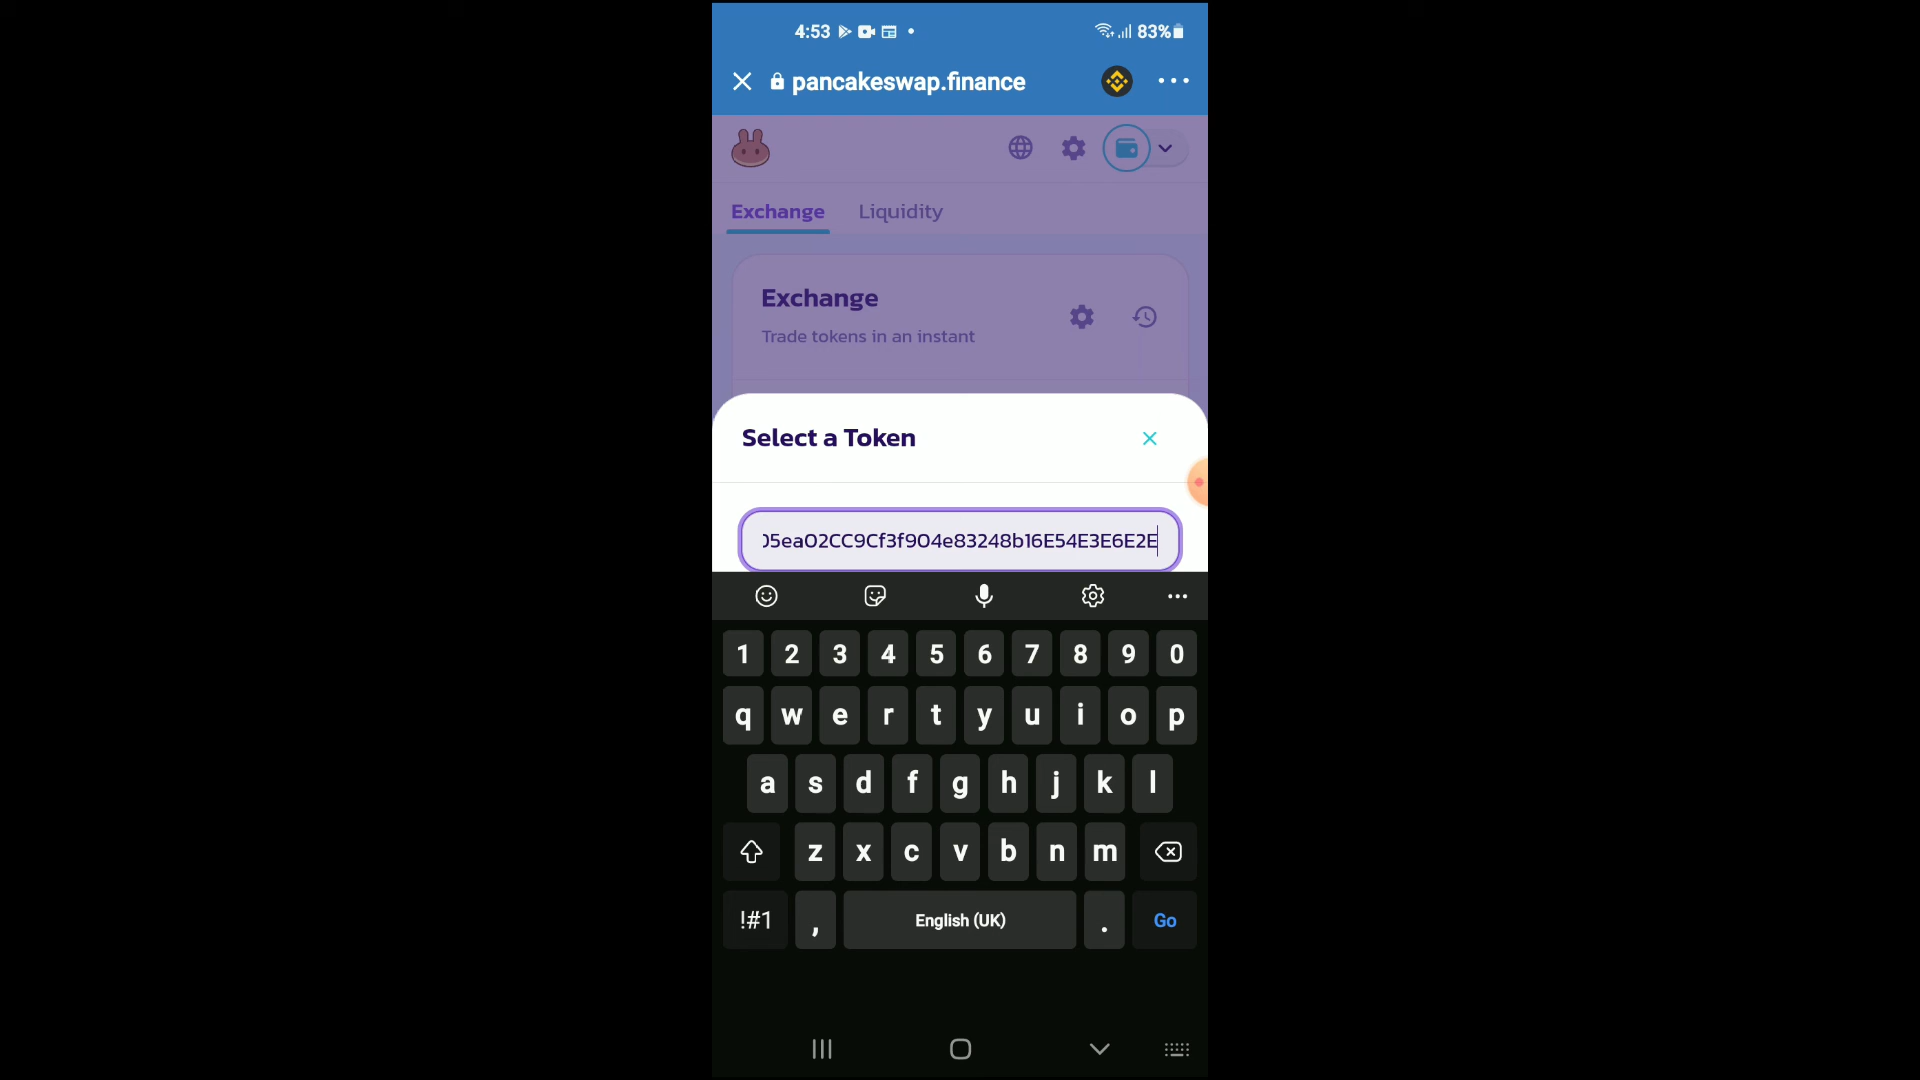 4:53
83%
pancakeswap.finance
Exchange Liquidity
Exchange
Trade tokens in an instant
Select a Token
05ea02CC9Cf3f904e83248b16E54E3E6E2E
1 2 3 4 5 6 7 8 9 0
q w e r t y u i o p
a s d f g h j k l
z x c v b n m
!#1 , English (UK) . Go